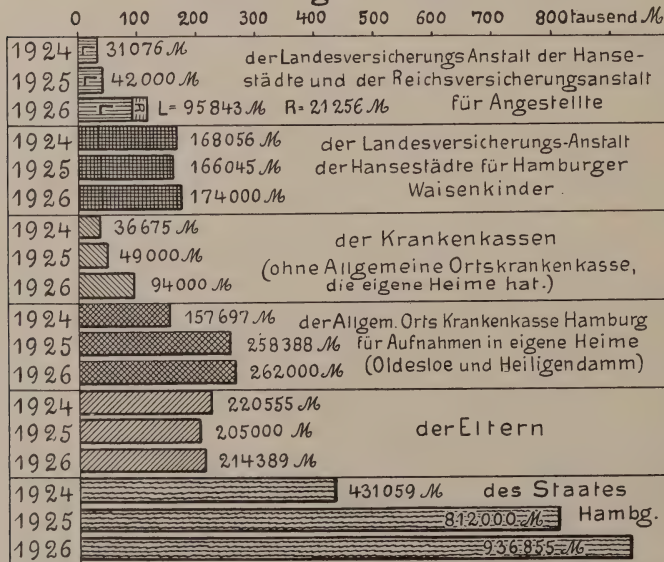 0 100 200 300 400 500 600 800 tausend M
1924 31076 M der Landesversicherungs Anstalt der Hanse-
1925 L 42000 M städte und der Reichsversicherungsanstalt
1926 L R L= 95843 M R= 21256 M für Angestellte
1924 168056 M der Landesversicherungs-Anstalt
1925 166045 M der Hansestädte für Hamburger
1926 174000 M Waisenkinder.
1924 36675 M der Krankenkassen
1925 49000 M (ohne Allgemeine Ortskrankenkasse,
1926 94000 M die eigene Heime hat.)
1924 157697 M der Allgem. Orts Krankenkasse Hamburg
1925 258388 M für Aufnahmen in eigene Heime
1926 262000 M (Oldesloe und Heiligendamm)
1924 220555 M
1925 205000 M der Eltern
1926 214389 M
1924 431059 M des Staates
1925 812000 M Hambg.
1926 936855 M